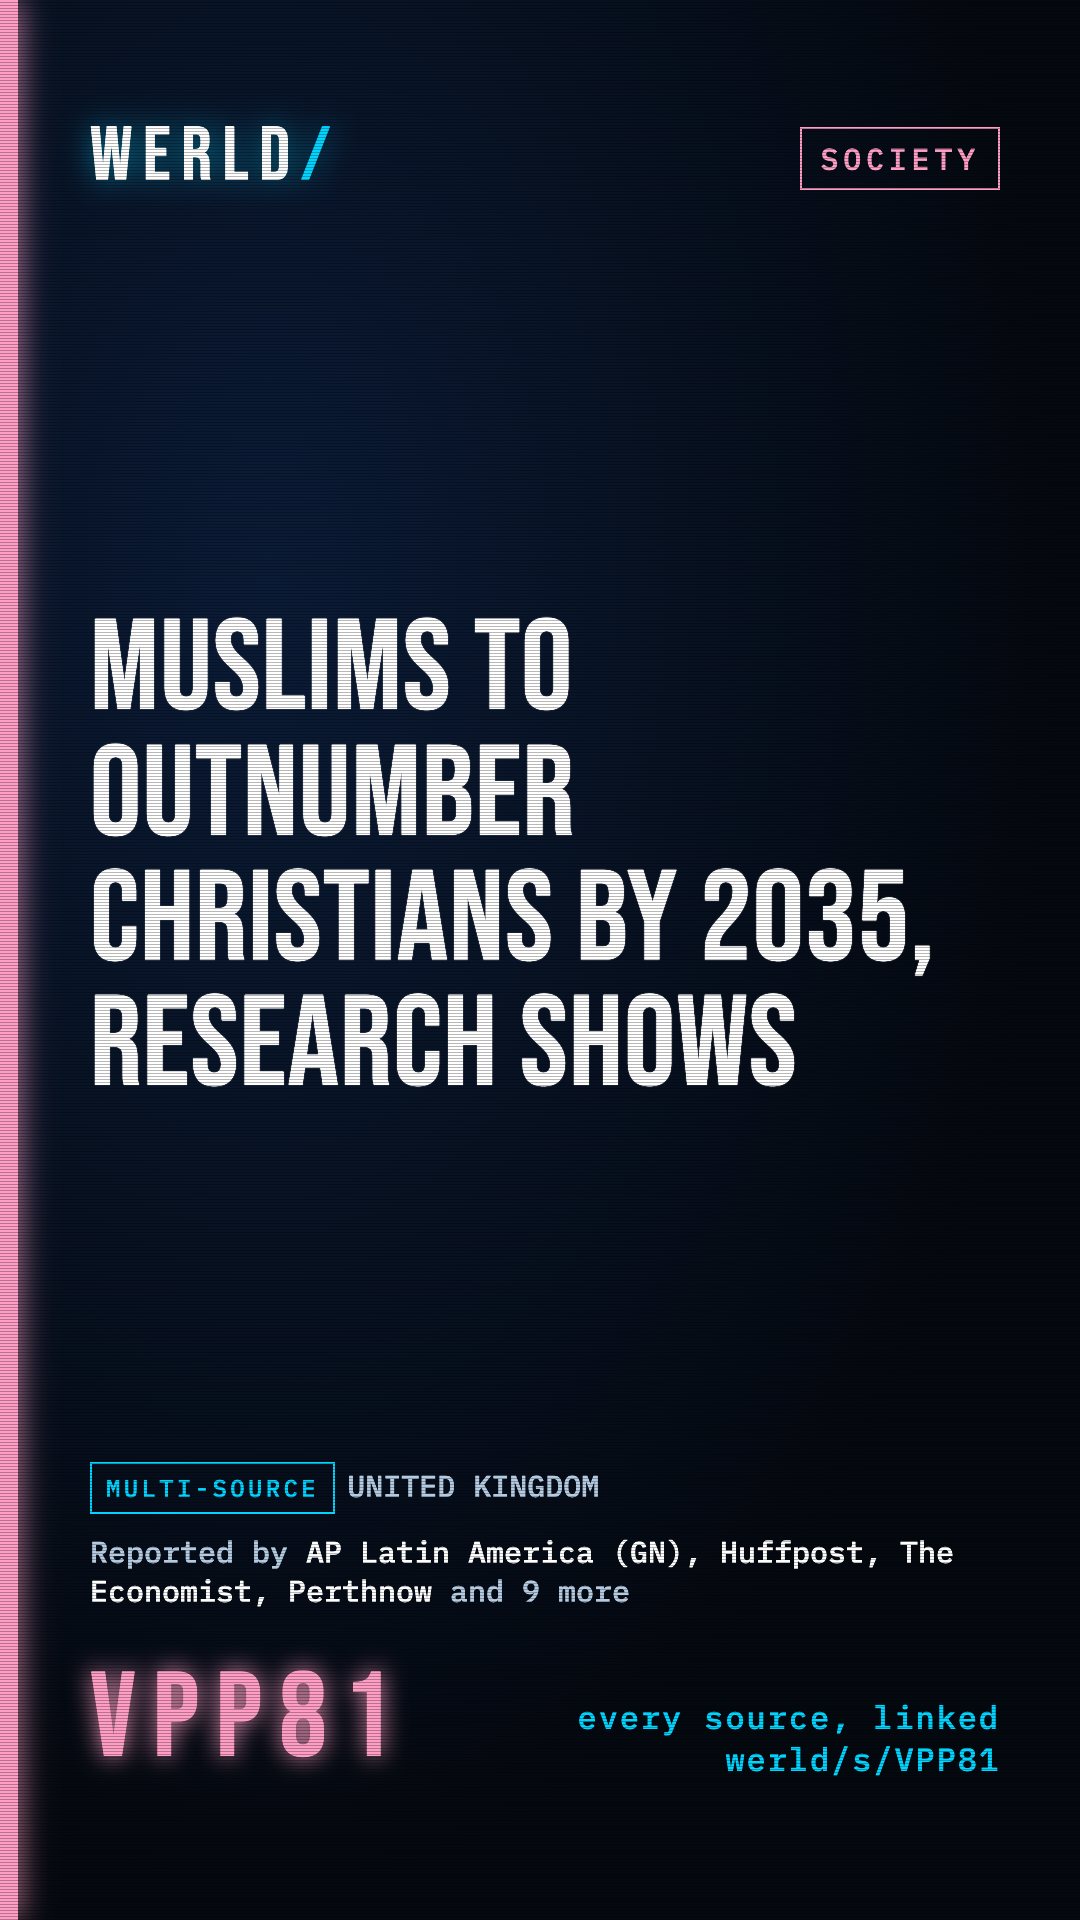 WERLD/
SOCIETY
MUSLIMS TO
OUTNUMBER
CHRISTIANS BY 2035,
RESEARCH SHOWS
MULTI-SOURCE UNITED KINGDOM
Reported by AP Latin America (GN), Huffpost, The
Economist, Perthnow and 9 more
VPP81
every source, linked
werld/s/VPP81